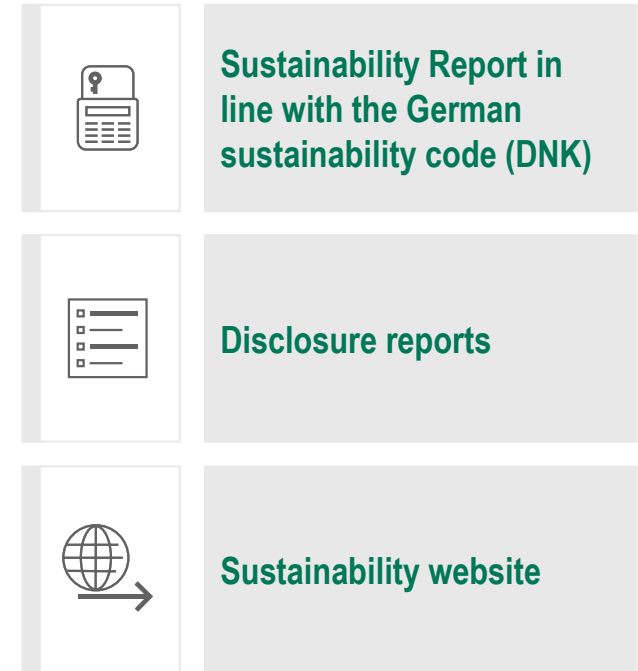 Sustainability Report in
line with the German
sustainability code (DNK)
Disclosure reports
Sustainability website